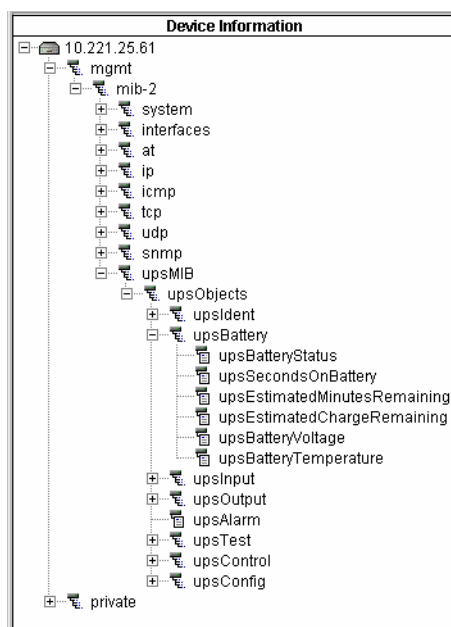 Device Information
10.221.25.61
mgmt
mib-2
system
interfaces
at
ip
icmp
tcp
udp
snmp
upsMIB
upsObjects
upsIdent
upsBattery
upsBatteryStatus
upsSecondsOnBattery
upsEstimatedMinutesRemaining
upsEstimatedChargeRemaining
upsBatteryVoltage
upsBatteryTemperature
upsInput
upsOutput
upsAlarm
upsTest
upsControl
upsConfig
private